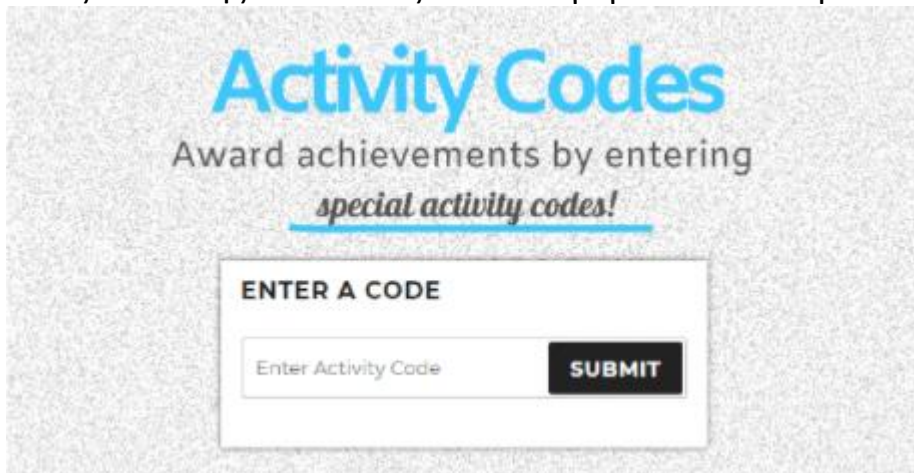 Activity Codes
Award achievements by entering
special activity codes!
ENTER A CODE
Enter Activity Code
SUBMIT